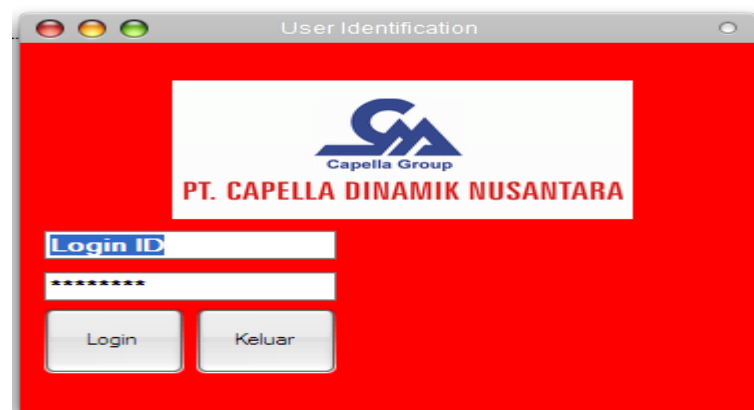 User Identification
Capella Group
PT. CAPELLA DINAMIK NUSANTARA
Login ID
********
Login
Keluar